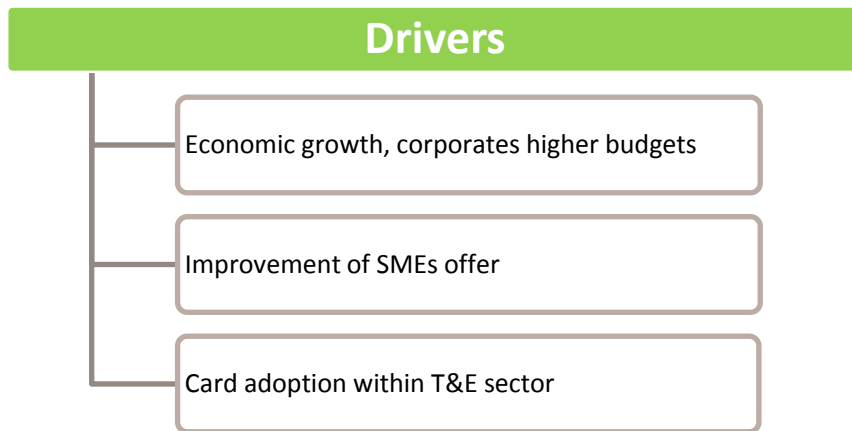 Drivers
Economic growth, corporates higher budgets
Improvement of SMEs offer
Card adoption within T&E sector